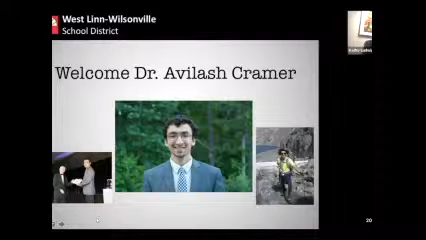 West Linn-Wilsonville
School District
Welcome Dr. Avilash Cramer
20